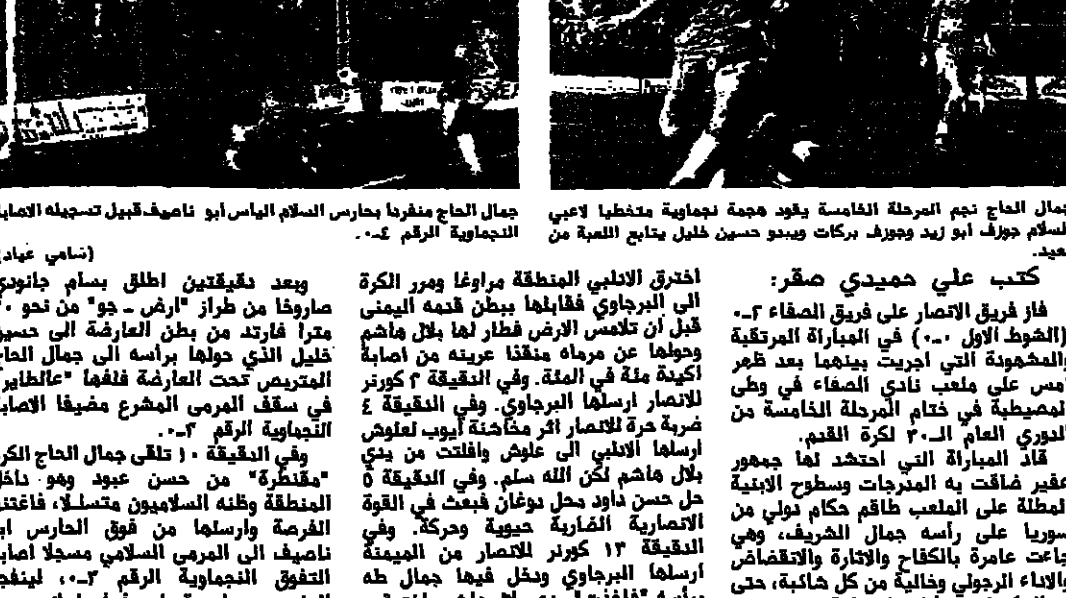 جمال الحاج نجم المرحلة الخامسة يقود هجمة نجماوية متخطيا لاعبي
السلام جوزف أبو زيد وجوزف بركات ويبدو حسين خليل يتابع اللعبة من
بعيد.
جمال الحاج منفردا بحارس السلام الياس أبو ناصيف قبيل تسجيله الاصابة
النجماوية الرقم ٤-٠.
(سامي عياد)
كتب علي حميدي صقر:
فاز فريق الانصار على فريق الصفاء ٢-٠
(الشوط الاول ٠-٠) في المباراة المرتقبة
والمشهودة التي اجريت بينهما بعد ظهر
أمس على ملعب نادي الصفاء في وطى
المصيطبة في ختام المرحلة الخامسة من
الدوري العام الـ٣٠ لكرة القدم.
قاد المباراة التي احتشد لها جمهور
غفير ضاقت به المدرجات وسطوح الابنية
المطلة على الملعب طاقم حكام دولي من
سوريا على رأسه جمال الشريف، وهي
جاءت عامرة بالكفاح والاثارة والانقضاض
والاداء الرجولي وخالية من كل شائبة، حتى
اخترق الادلبي المنطقة مراوغا ومرر الكرة
الى البرجاوي فقابلها ببطن قدمه اليمنى
قبل ان تلامس الارض فطار لها بلال هاشم
وحولها عن مرماه منقذا عرينه من اصابة
اكيدة مئة في المئة. وفي الدقيقة ٣ كورنر
للانصار ارسلها البرجاوي. وفي الدقيقة ٤
ضربة حرة للانصار اثر مخاشنة أيوب لعلوش
ارسلها الادلبي الى علوش وافلتت من يدي
بلال هاشم لكن الله سلم. وفي الدقيقة ٥
حل حسن داود محل دوغان فبعث في القوة
الانصارية الضاربة حيوية وحركة. وفي
الدقيقة ١٣ كورنر للانصار من الميمنة
أرسلها البرجاوي ودخل فيها جمال طه
وبعد دقيقتين اطلق بسام جانودي
صاروخا من طراز "ارض - جو" من نحو
مترا فارتد من بطن العارضة الى حسين
خليل الذي حولها برأسه الى جمال الحاج
المتربص تحت العارضة فلفها "عالطاير"
في سقف المرمى المشرع مضيفا الاصابة
النجماوية الرقم ٢-٠.
وفي الدقيقة ١٠ تلقى جمال الحاج الكرة
"مقنطرة" من حسن عبود وهو داخل
المنطقة وظنه السلاميون متسللا، فاغتنم
الفرصة وارسلها من فوق الحارس ابو
ناصيف الى المرمى السلامي مسجلا اصابة
التفوق النجماوية الرقم ٣-٠، لينفجر